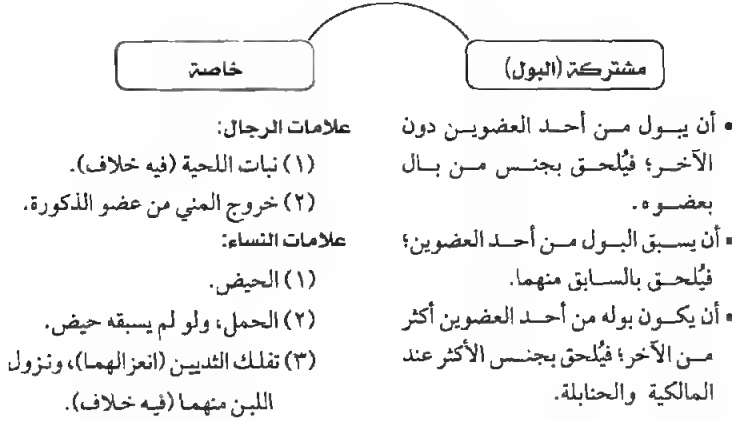 مشتركة (البول)
• أن يبول من أحد العضوين دون
الآخر؛ فيُلحق بجنس من بال
بعضوه.
• أن يسبق البول من أحد العضوين؛
فيُلحق بالسابق منهما.
• أن يكون بوله من أحد العضوين أكثر
من الآخر؛ فيُلحق بجنس الأكثر عند
المالكية والحنابلة.
خاصة
علامات الرجال:
(١) نبات اللحية (فيه خلاف).
(٢) خروج المني من عضو الذكورة.
علامات النساء:
(١) الحيض.
(٢) الحمل، ولو لم يسبقه حيض.
(٣) تفلك الثديين (انعزالهما)، ونزول
اللبن منهما (فيه خلاف).